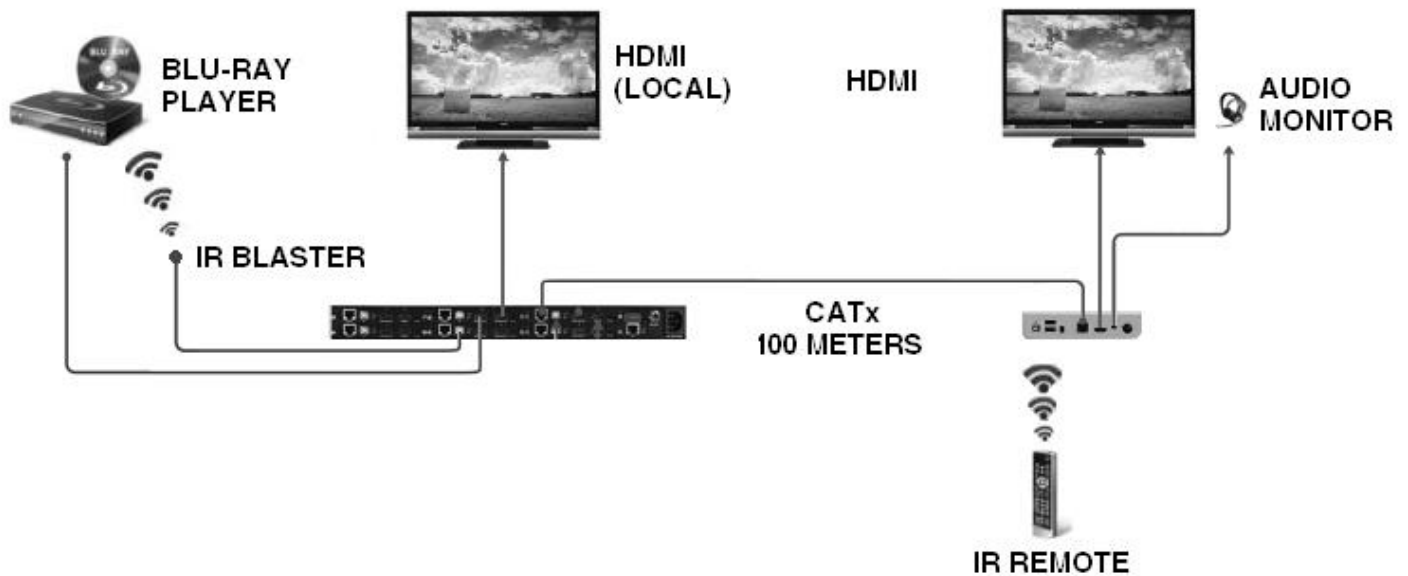 BLU-RAY
PLAYER
HDMI
(LOCAL)
HDMI
AUDIO
MONITOR
IR BLASTER
CATx
100 METERS
IR REMOTE